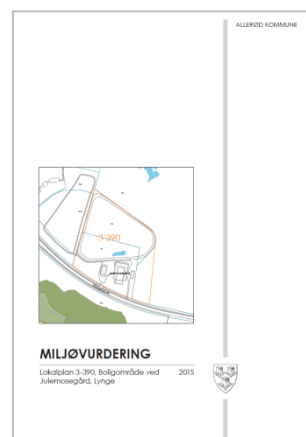 ALLERØD KOMMUNE
3-390
MILJØVURDERING
Lokalplan 3-390, Boligområde ved 2015
Julemosegård, Lynge